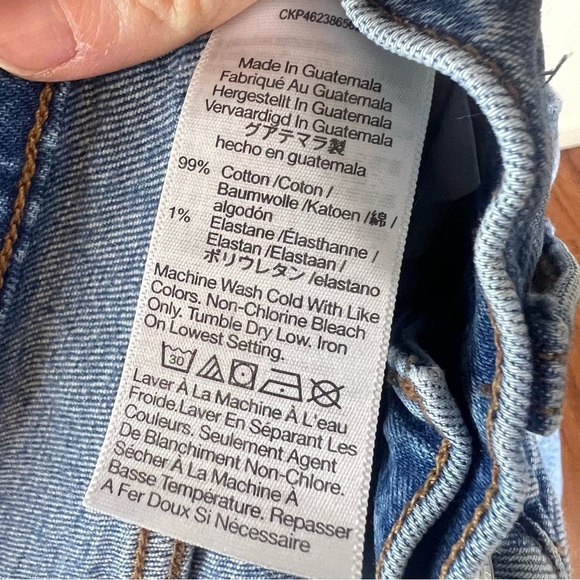 CKP46238656
Made In Guatemala
Fabriqué Au Guatemala
Hergestellt In Guatemala
Vervaardigd In Guatemala
グアテマラ製
hecho en guatemala
99% Cotton /Coton /
Baumwolle /Katoen /綿 /
algodón
1% Elastane /Élasthanne /
Elastan /Elastaan /
ポリウレタン /elastano
Machine Wash Cold With Like
Colors. Non-Chlorine Bleach
Only. Tumble Dry Low. Iron
On Lowest Setting.
30
Laver À La Machine À L'eau
Froide.Laver En Séparant Les
Couleurs, Seulement Agent
De Blanchiment Non-Chlore.
Sécher À La Machine À
Basse Température. Repasser
A Fer Doux Si Nécessaire